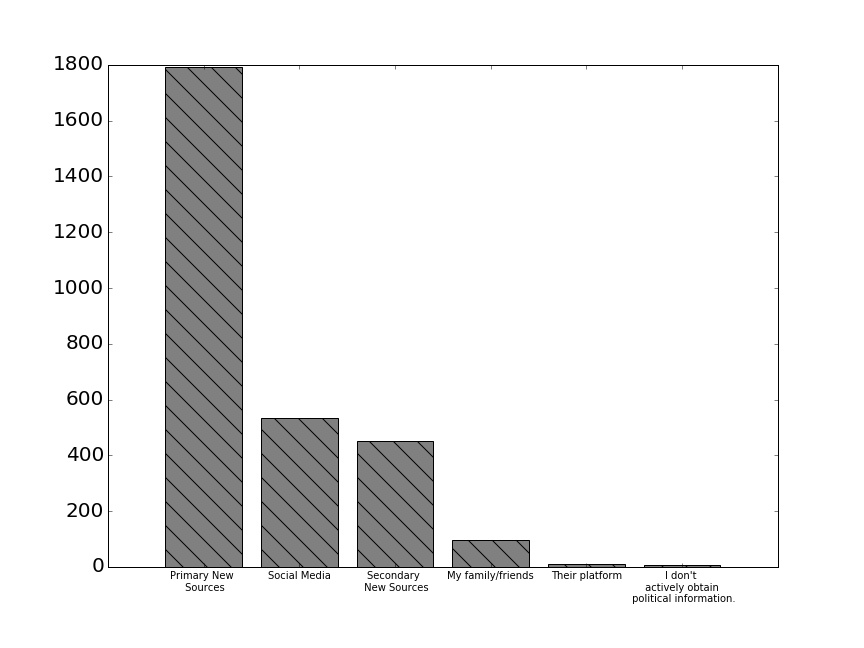 1800
1600
1400
1200
1000
800
600
400
200
0
Primary New
Sources
Social Media
Secondary
New Sources
My family/friends
Their platform
I don't
actively obtain
political information.